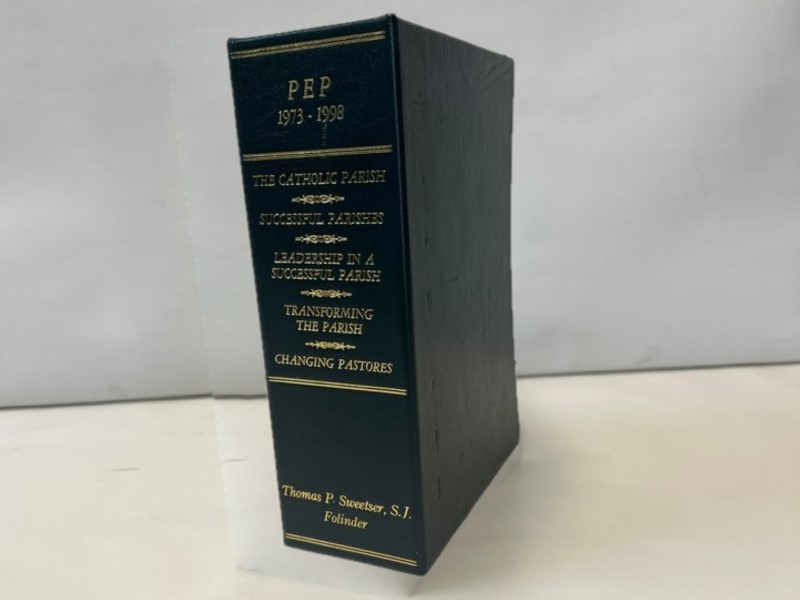 PEP
1973 - 1998
THE CATHOLIC PARISH
SUCCESSFUL PARISHES
LEADERSHIP IN A
SUCCESSFUL PARISH
TRANSFORMING
THE PARISH
CHANGING PASTORES
Thomas P. Sweetser, S.J.
Folinder